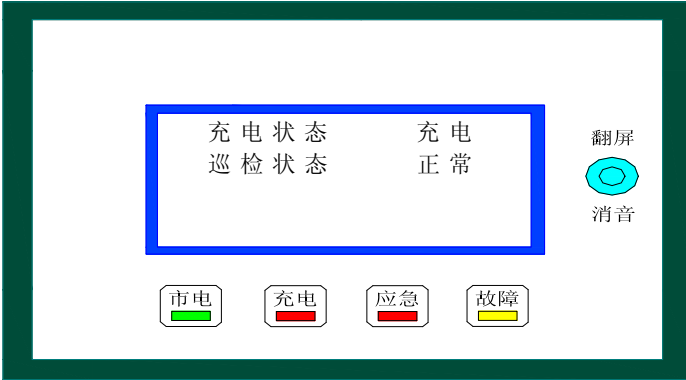 充电状态 充电
巡检状态 正常
翻屏
消音
市电 充电 应急 故障